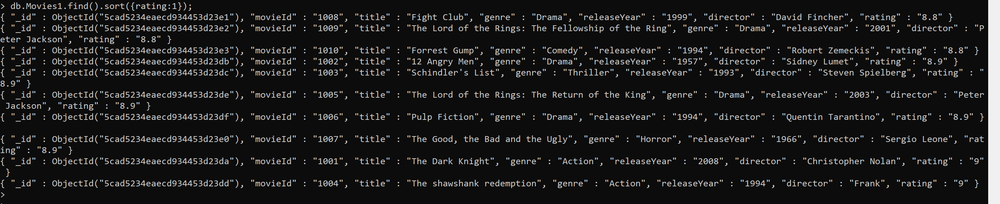 > db.Movies1.find().sort({rating:1});
{ "_id" : ObjectId("5cad5234eaecd934453d23e1"), "movieId" : "1008", "title" : "Fight Club", "genre" : "Drama", "releaseYear" : "1999", "director" : "David Fincher", "rating" : "8.8" }
{ "_id" : ObjectId("5cad5234eaecd934453d23e2"), "movieId" : "1009", "title" : "The Lord of the Rings: The Fellowship of the Ring", "genre" : "Drama", "releaseYear" : "2001", "director" : "P
eter Jackson", "rating" : "8.8" }
{ "_id" : ObjectId("5cad5234eaecd934453d23e3"), "movieId" : "1010", "title" : "Forrest Gump", "genre" : "Comedy", "releaseYear" : "1994", "director" : "Robert Zemeckis", "rating" : "8.8" }
{ "_id" : ObjectId("5cad5234eaecd934453d23db"), "movieId" : "1002", "title" : "12 Angry Men", "genre" : "Drama", "releaseYear" : "1957", "director" : "Sidney Lumet", "rating" : "8.9" }
{ "_id" : ObjectId("5cad5234eaecd934453d23dc"), "movieId" : "1003", "title" : "Schindler's List", "genre" : "Thriller", "releaseYear" : "1993", "director" : "Steven Spielberg", "rating" : "
8.9" }
{ "_id" : ObjectId("5cad5234eaecd934453d23de"), "movieId" : "1005", "title" : "The Lord of the Rings: The Return of the King", "genre" : "Drama", "releaseYear" : "2003", "director" : "Peter
 Jackson", "rating" : "8.9" }
{ "_id" : ObjectId("5cad5234eaecd934453d23df"), "movieId" : "1006", "title" : "Pulp Fiction", "genre" : "Drama", "releaseYear" : "1994", "director" : "Quentin Tarantino", "rating" : "8.9" }
{ "_id" : ObjectId("5cad5234eaecd934453d23e0"), "movieId" : "1007", "title" : "The Good, the Bad and the Ugly", "genre" : "Horror", "releaseYear" : "1966", "director" : "Sergio Leone", "rat
ing" : "8.9" }
{ "_id" : ObjectId("5cad5234eaecd934453d23da"), "movieId" : "1001", "title" : "The Dark Knight", "genre" : "Action", "releaseYear" : "2008", "director" : "Christopher Nolan", "rating" : "9"
 }
{ "_id" : ObjectId("5cad5234eaecd934453d23dd"), "movieId" : "1004", "title" : "The shawshank redemption", "genre" : "Action", "releaseYear" : "1994", "director" : "Frank", "rating" : "9" }
>